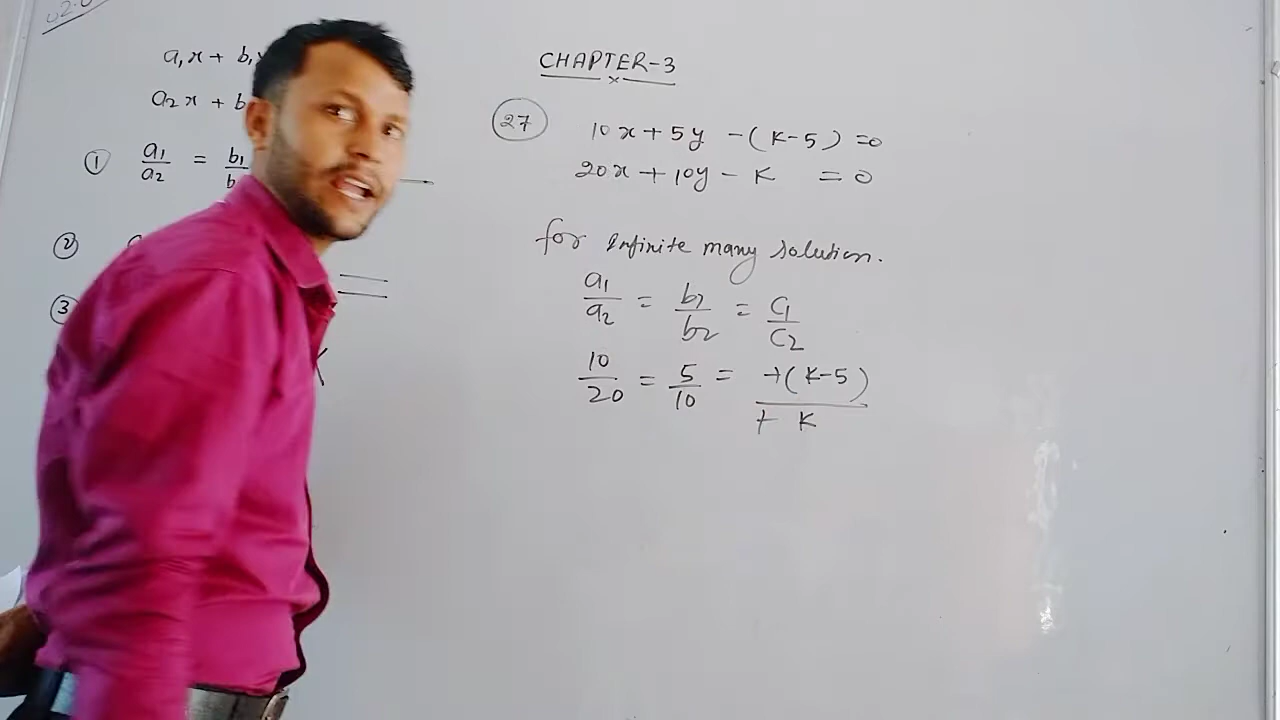 a₁x + b₁
a₂x + b
① a₁/a₂ = b₁/b
②
③
CHAPTER-3
27 10x + 5y - (K-5) = 0
20x + 10y - K = 0
for Infinite many solution.
a₁/a₂ = b₂/b₂ = C₁/C₂
10/20 = 5/10 = +(K-5)/+ K